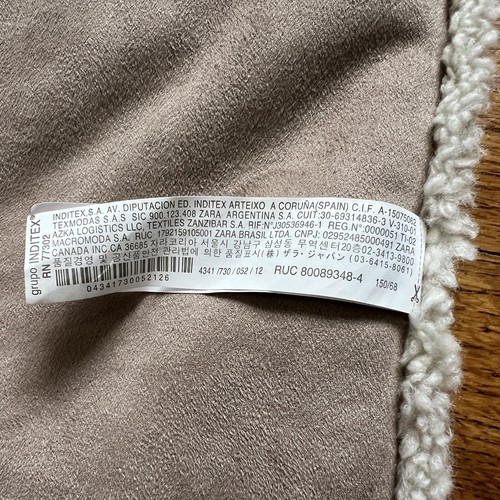 grupo INDITEX
RN 77302
INDITEX,S.A. AV. DIPUTACION ED. INDITEX ARTEIXO A CORUÑA(SPAIN) C.I.F. A-15075062
TEXMODAS S.A.S SIC 900.123.408 ZARA ARGENTINA S.A. CUIT:30-69314836-3 V-310-01
AZKA LOGISTICS LLC, TEXTILES ZANZIBAR S.A. RIF:N°J30536946-1 REG.N°:00000517-02
MACROMODA S.A. RUC 1792159105001 ZARA BRASIL LTDA. CNPJ: 02952485000491 ZARA
CANADA INC.CA 36685 자라코리아 서울시 강남구 삼성동 무역센터20층02-3413-9800
품질경영 및 공산품안전 관리법에 의한 품질표시(株) ザラ・ジャパン (03-6415-8061)
04341730052126
4341 /730 / 052 / 12 RUC 80089348-4 150/68